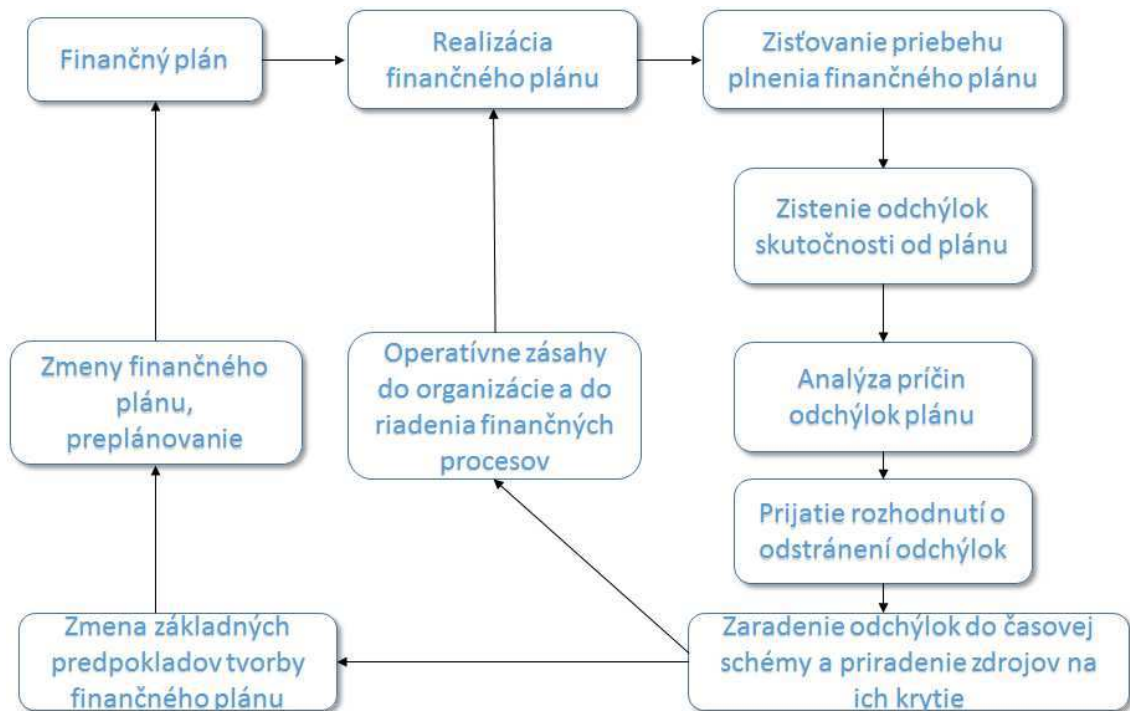 Finančný plán
Realizácia
finančného plánu
Zisťovanie priebehu
plnenia finančného plánu
Zistenie odchýlok
skutočnosti od plánu
Zmeny finančného
plánu,
preplánovanie
Operatívne zásahy
do organizácie a do
riadenia finančných
procesov
Analýza príčin
odchýlok plánu
Prijatie rozhodnutí o
odstránení odchýlok
Zmena základných
predpokladov tvorby
finančného plánu
Zaradenie odchýlok do časovej
schémy a priradenie zdrojov na
ich krytie